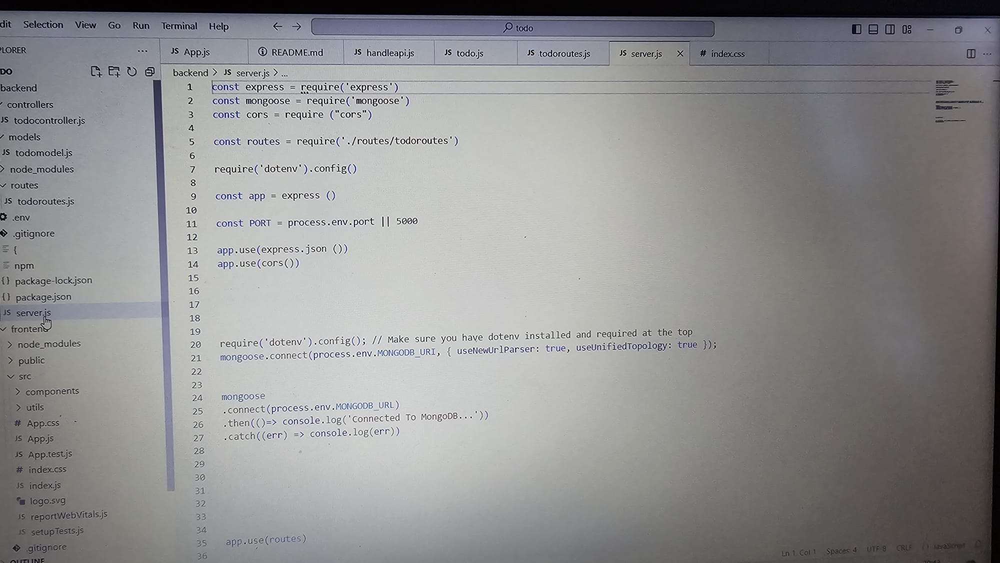 dit Selection View Go Run Terminal Help
todo
PLORER
JS App.js
README.md
JS handleapi.js
JS todo.js
JS todoroutes.js
JS server.js
# index.css
DO
backend
controllers
JS todocontroller.js
models
JS todomodel.js
node_modules
routes
JS todoroutes.js
.env
.gitignore
{
npm
{} package-lock.json
{} package.json
JS server.js
frontend
node_modules
public
src
components
utils
# App.css
JS App.js
JS App.test.js
# index.css
JS index.js
logo.svg
JS reportWebVitals.js
JS setupTests.js
.gitignore
OUTLINE
backend > JS server.js > ...
1 const express = require('express')
2 const mongoose = require('mongoose')
3 const cors = require ("cors")
4
5 const routes = require('./routes/todoroutes')
6
7 require('dotenv').config()
8
9 const app = express ()
10
11 const PORT = process.env.port || 5000
12
13 app.use(express.json ())
14 app.use(cors())
15
16
17
18
19
20 require('dotenv').config(); // Make sure you have dotenv installed and required at the top
21 mongoose.connect(process.env.MONGODB_URI, { useNewUrlParser: true, useUnifiedTopology: true });
22
23
24 mongoose
25 .connect(process.env.MONGODB_URL)
26 .then(()=> console.log('Connected To MongoDB...'))
27 .catch((err) => console.log(err))
28
29
30
31
32
33
34
35 app.use(routes)
36
Ln 1 Col 1 Spaces 4 UTF-8 CRLF JavaScript